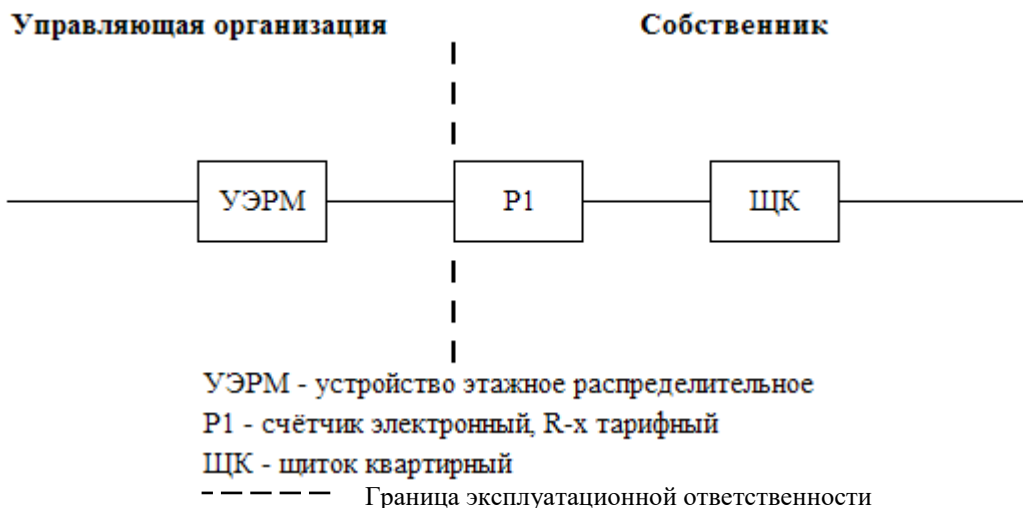 Управляющая организация
Собственник
УЭРМ
Р1
ЩК
УЭРМ - устройство этажное распределительное
Р1 - счётчик электронный, R-х тарифный
ЩК - щиток квартирный
Граница эксплуатационной ответственности